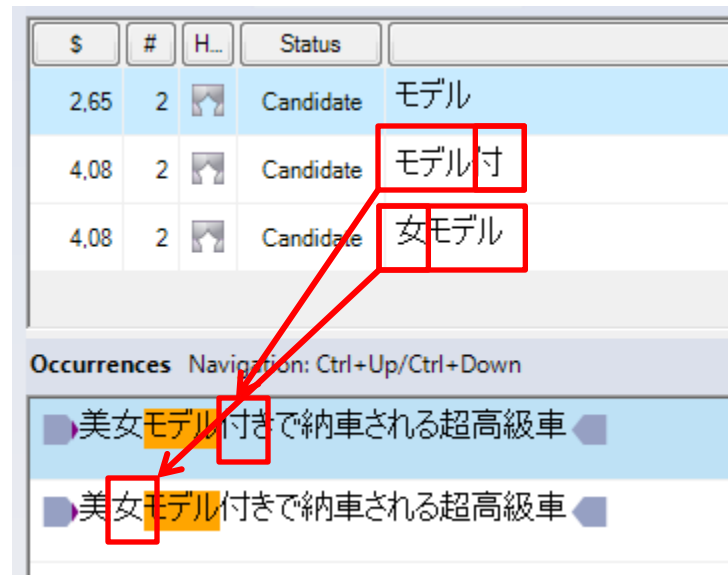 $ # H... Status
2,65 2 Candidate モデル
4,08 2 Candidate モデル付
4,08 2 Candidate 女モデル
Occurrences Navigation: Ctrl+Up/Ctrl+Down
美女モデル付きで納車される超高級車
美女モデル付きで納車される超高級車